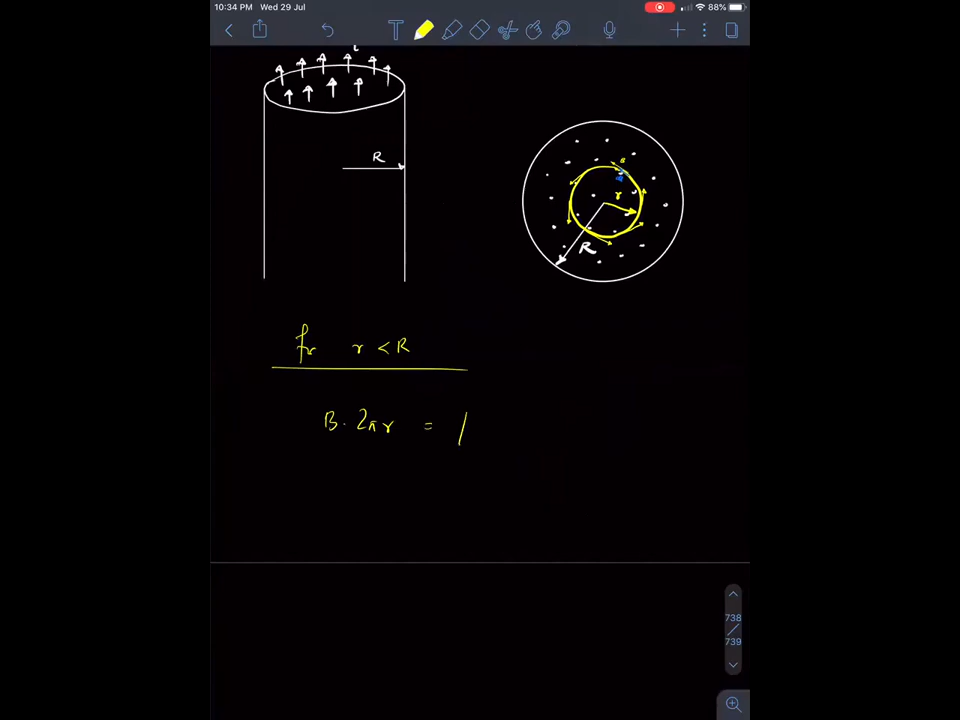 10:34 PM Wed 29 Jul
88%
T
i
R
B
r
R
for r < R
B. 2πr = /
738
739